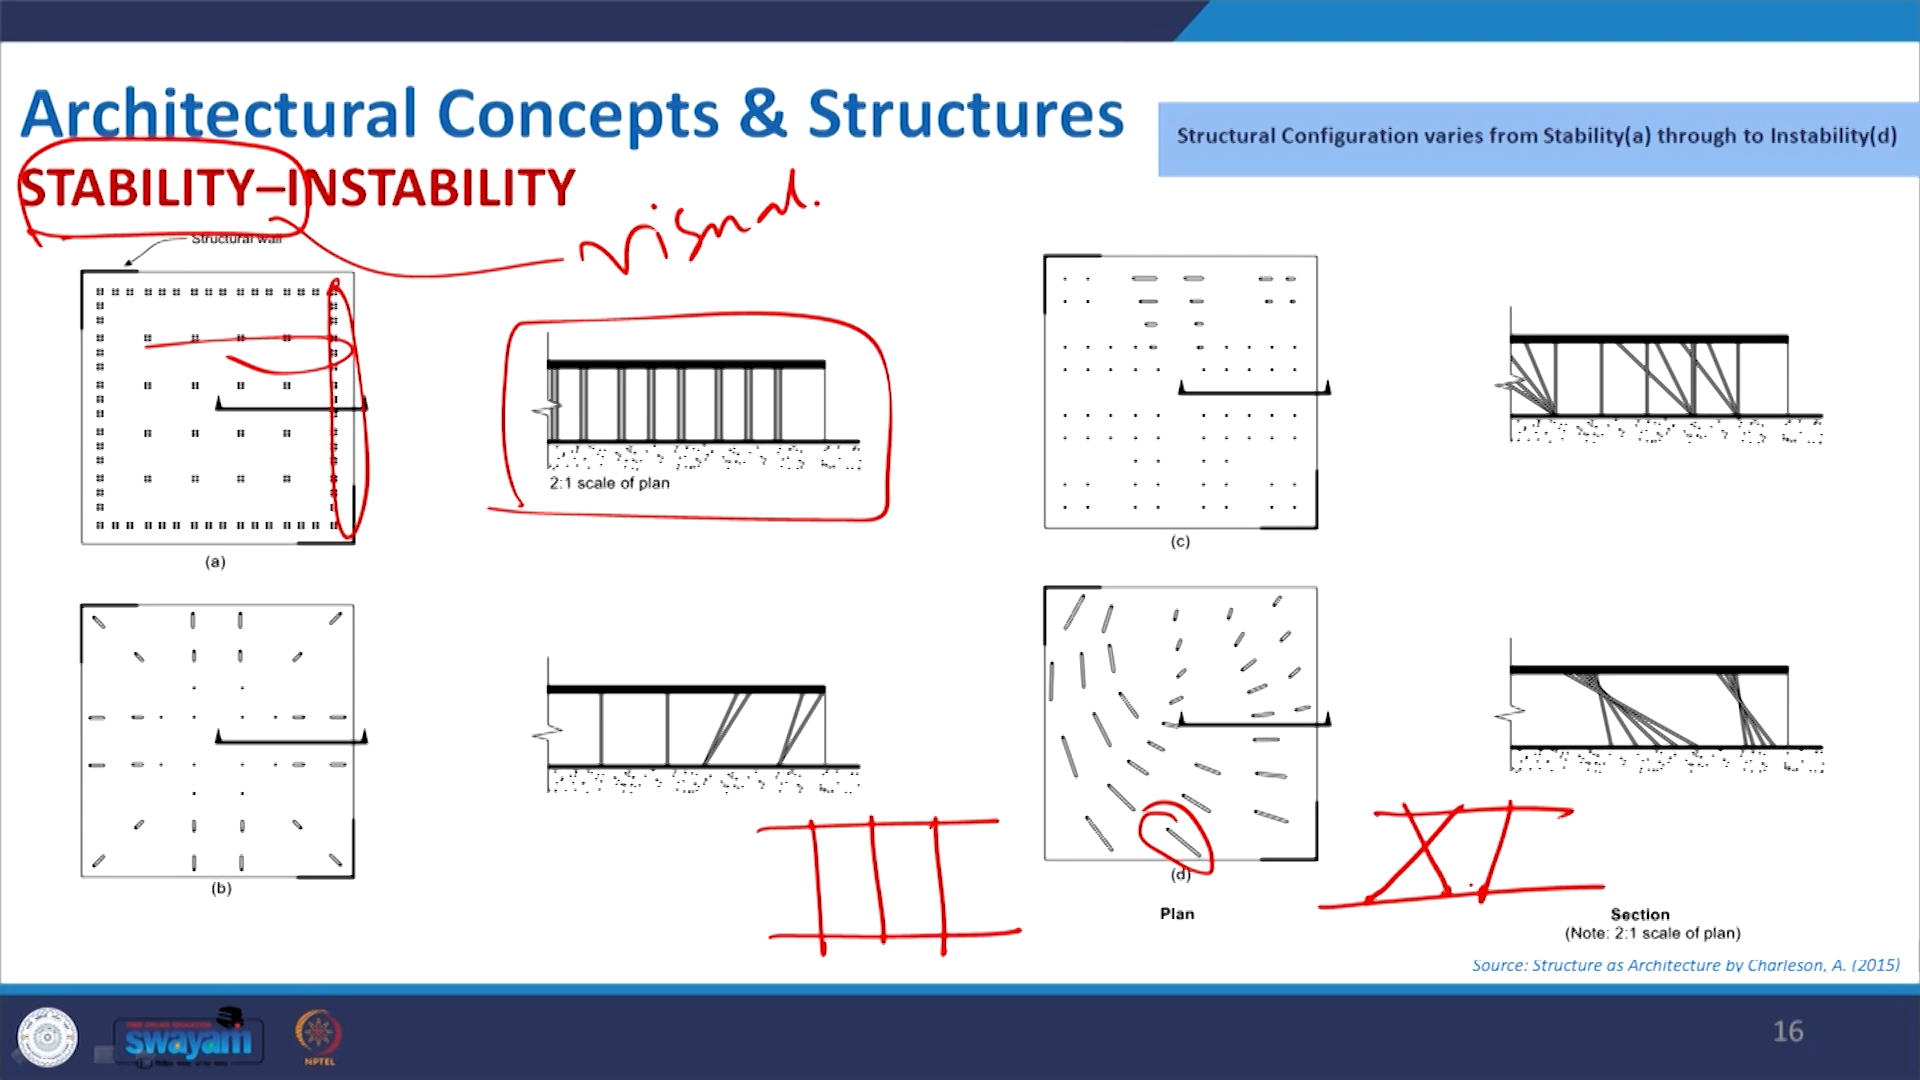 Architectural Concepts & Structures
Structural Configuration varies from Stability(a) through to Instability(d)
STABILITY–INSTABILITY
visual.
Structural wall
2:1 scale of plan
(a)
(c)
(b)
(d)
Plan
Section
(Note: 2:1 scale of plan)
Source: Structure as Architecture by Charleson, A. (2015)
swayam
NPTEL
16